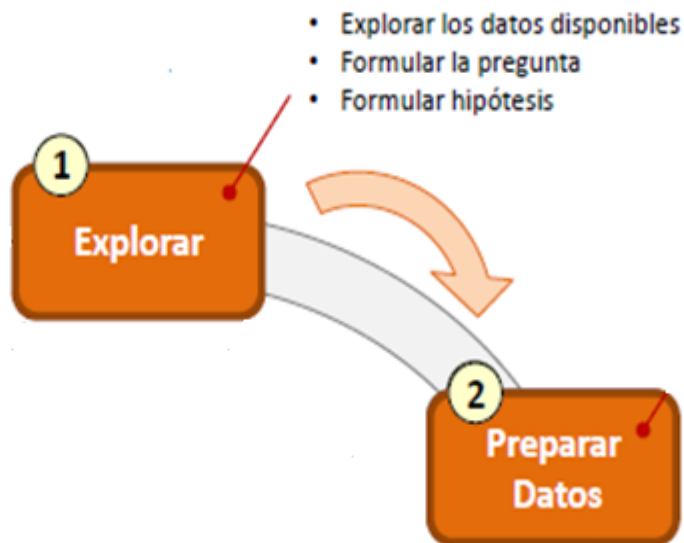 • Explorar los datos disponibles
• Formular la pregunta
• Formular hipótesis
1
Explorar
2
Preparar
Datos